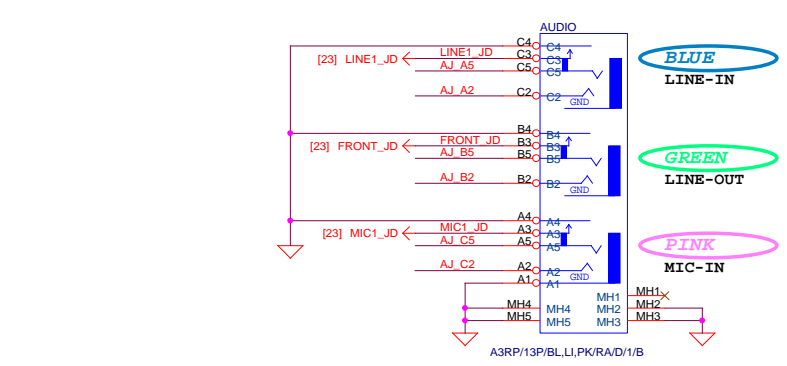 AUDIO
C4 C4
[23] LINE1_JD LINE1_JD C3 C3
AJ_A5 C5 C5
BLUE
LINE-IN
AJ_A2 C2 C2
GND
B4 B4
[23] FRONT_JD FRONT_JD B3 B3
AJ_B5 B5 B5
GREEN
LINE-OUT
AJ_B2 B2 B2
GND
A4 A4
[23] MIC1_JD MIC1_JD A3 A3
AJ_C5 A5 A5
PINK
MIC-IN
AJ_C2 A2 A2
GND
A1 A1
MH1 MH1
MH4 MH4 MH2 MH2
MH5 MH5 MH3 MH3
A3RP/13P/BL,LI,PK/RA/D/1/B